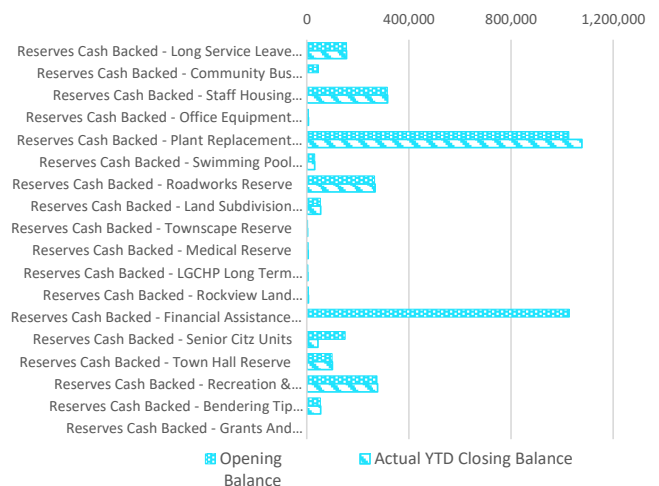 0 400,000 800,000 1,200,000
Reserves Cash Backed - Long Service Leave...
Reserves Cash Backed - Community Bus...
Reserves Cash Backed - Staff Housing...
Reserves Cash Backed - Office Equipment...
Reserves Cash Backed - Plant Replacement...
Reserves Cash Backed - Swimming Pool...
Reserves Cash Backed - Roadworks Reserve
Reserves Cash Backed - Land Subdivision...
Reserves Cash Backed - Townscape Reserve
Reserves Cash Backed - Medical Reserve
Reserves Cash Backed - LGCHP Long Term...
Reserves Cash Backed - Rockview Land...
Reserves Cash Backed - Financial Assistance...
Reserves Cash Backed - Senior Citz Units
Reserves Cash Backed - Town Hall Reserve
Reserves Cash Backed - Recreation &...
Reserves Cash Backed - Bendering Tip...
Reserves Cash Backed - Grants And...
Opening
Balance
Actual YTD Closing Balance